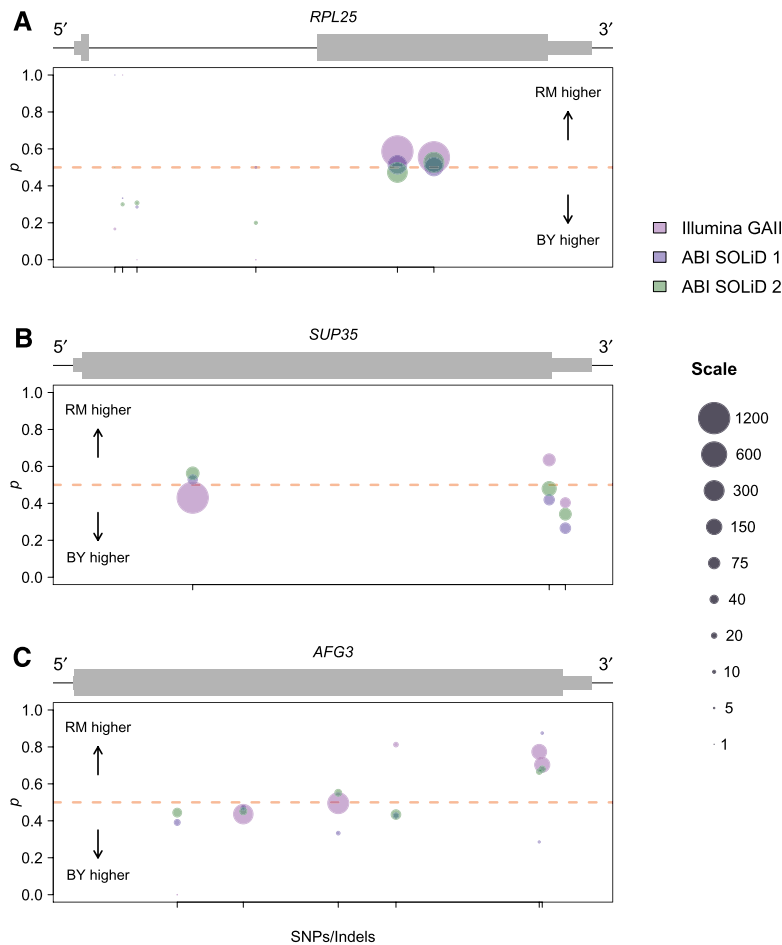 A
RPL25
5′
3′
1.0
0.8
0.6
0.4
0.2
0.0
p
RM higher
BY higher
Illumina GAII
ABI SOLiD 1
ABI SOLiD 2
B
SUP35
5′
3′
1.0
0.8
0.6
0.4
0.2
0.0
p
RM higher
BY higher
Scale
1200
600
300
150
75
40
20
10
5
1
C
AFG3
5′
3′
1.0
0.8
0.6
0.4
0.2
0.0
p
RM higher
BY higher
SNPs/Indels